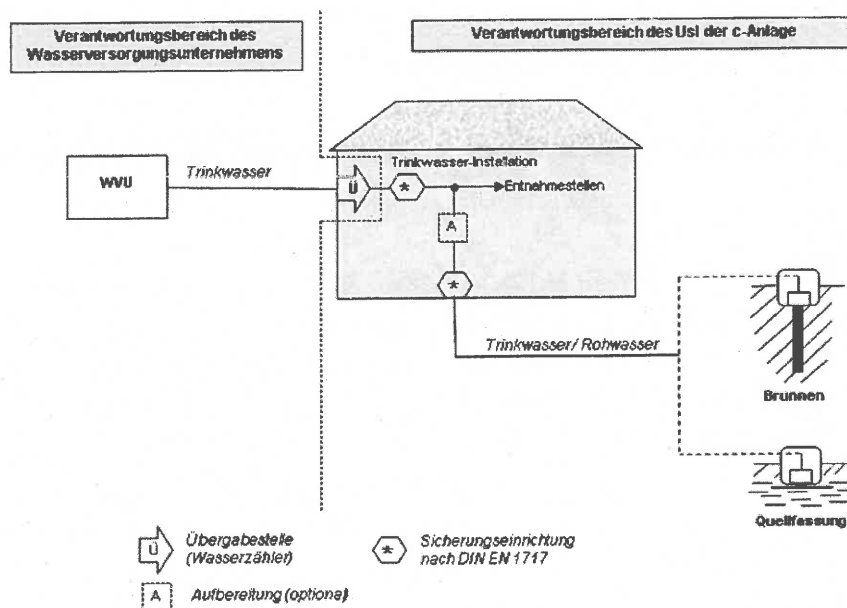 Verantwortungsbereich des
Wasserversorgungsunternehmens
Verantwortungsbereich des UsI der c-Anlage
WVU
Trinkwasser
Trinkwasser-Installation
Ü
*
Entnahmestellen
A
*
Trinkwasser/ Rohwasser
Brunnen
Quellfassung
Ü
Übergabestelle
(Wasserzähler)
*
Sicherungseinrichtung
nach DIN EN 1717
A
Aufbereitung (optional)